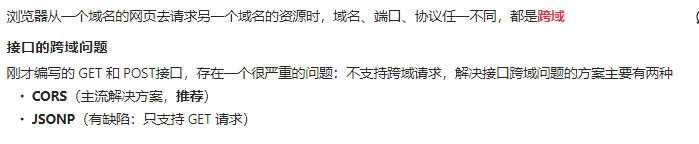 浏览器从一个域名的网页去请求另一个域名的资源时，域名、端口、协议任一不同，都是跨域
接口的跨域问题
刚才编写的 GET 和 POST接口，存在一个很严重的问题：不支持跨域请求，解决接口跨域问题的方案主要有两种
• CORS（主流解决方案，推荐）
• JSONP（有缺陷：只支持 GET 请求）